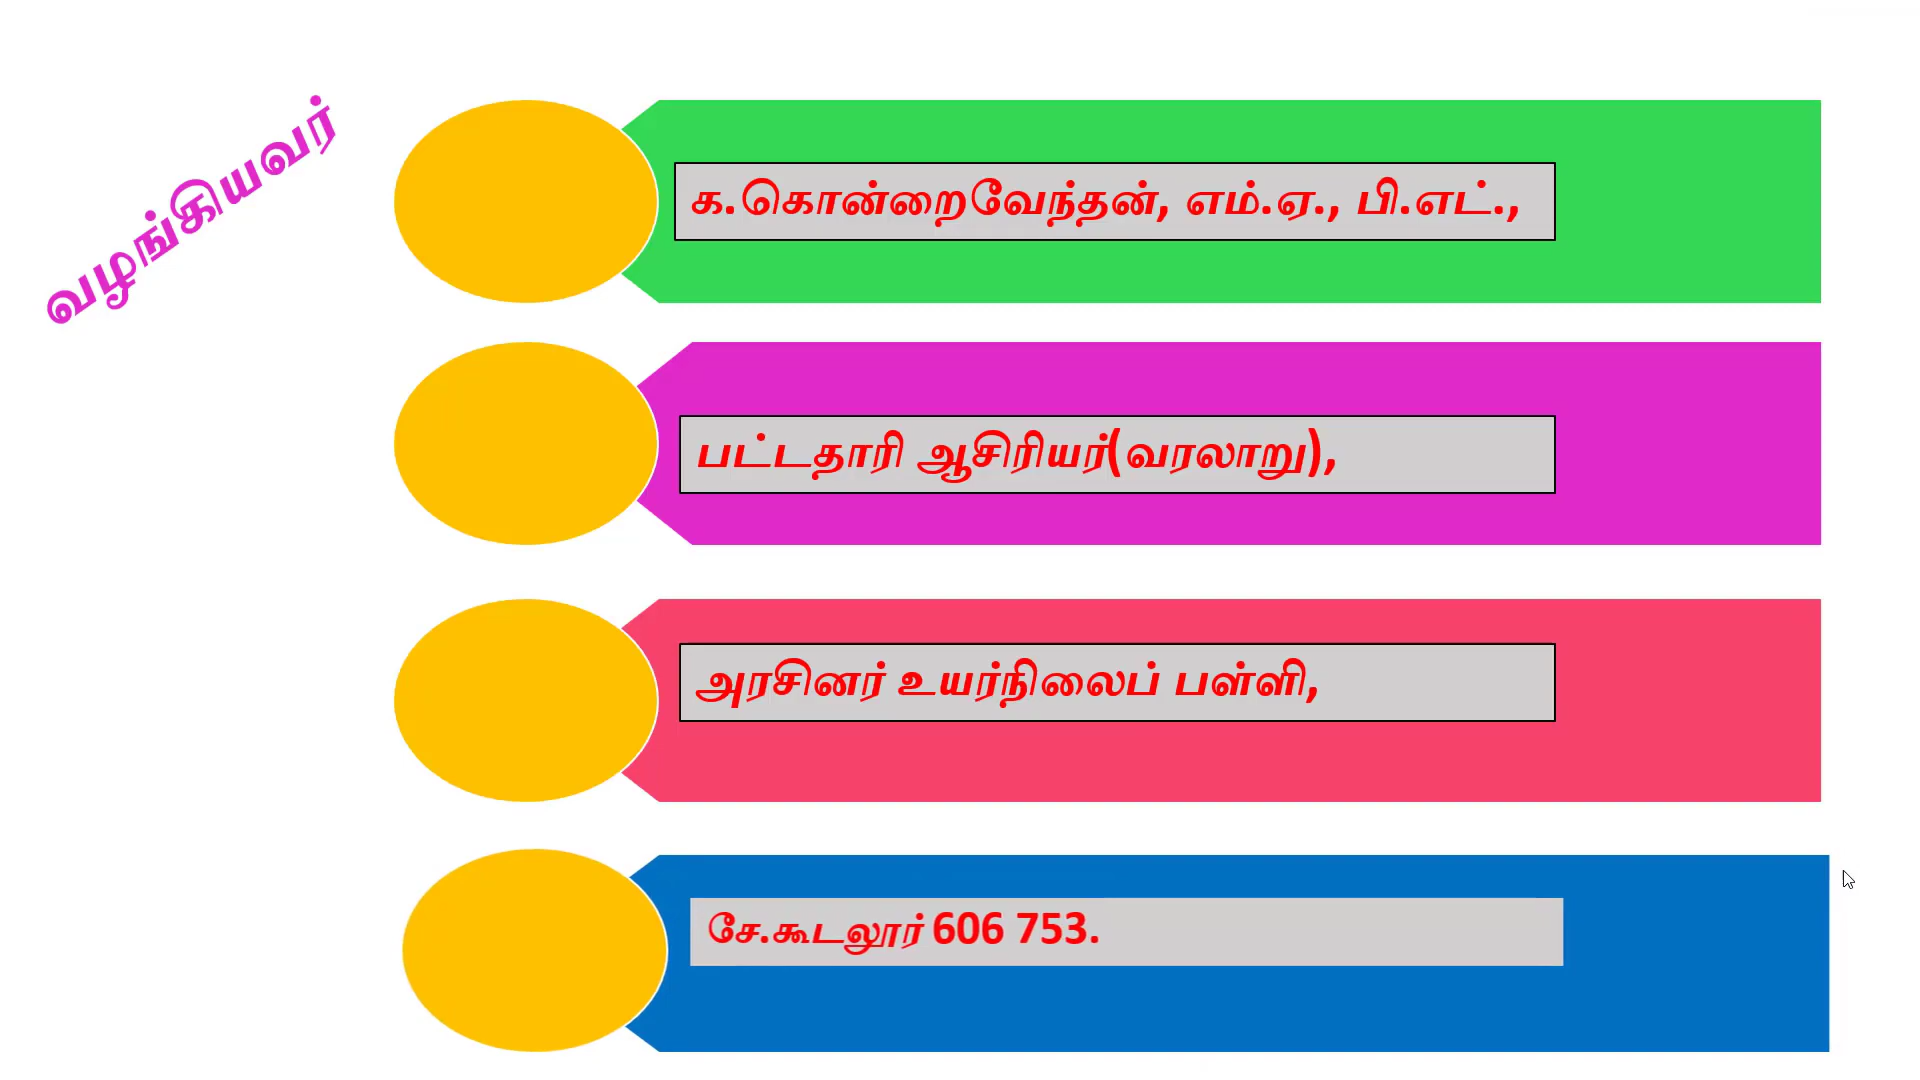 வழங்கியவர்
க.கொன்றைவேந்தன், எம்.ஏ., பி.எட்.,
பட்டதாரி ஆசிரியர்(வரலாறு),
அரசினர் உயர்நிலைப் பள்ளி,
சே.கூடலூர் 606 753.